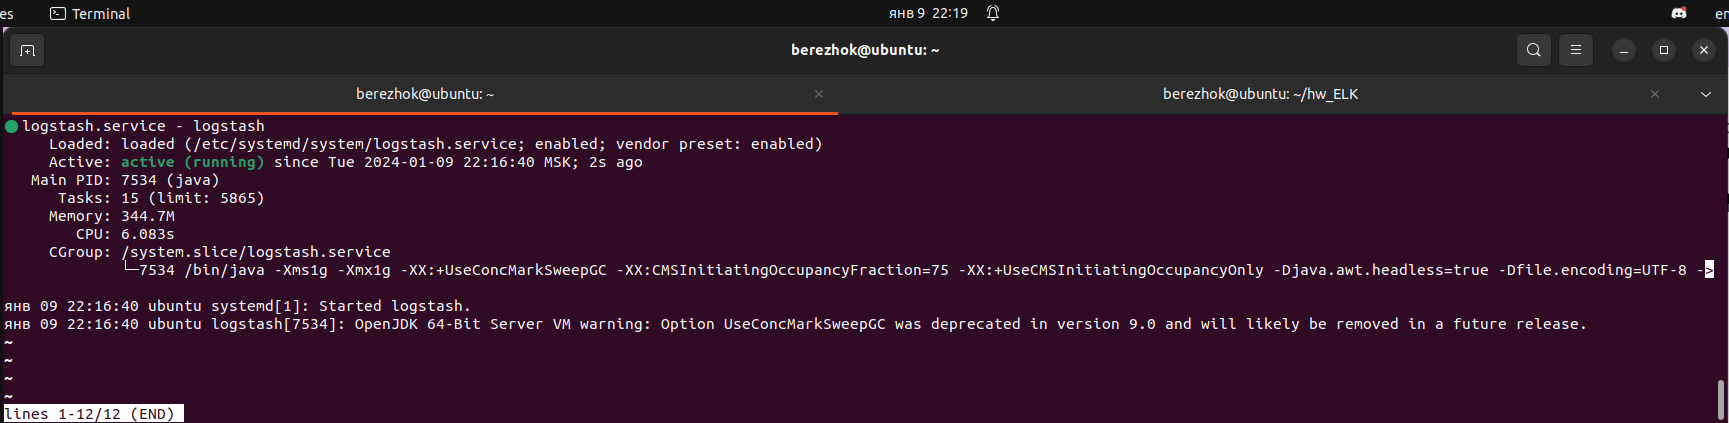 es Terminal янв 9 22:19 en
berezhok@ubuntu: ~
berezhok@ubuntu: ~ berezhok@ubuntu: ~/hw_ELK
logstash.service - logstash
Loaded: loaded (/etc/systemd/system/logstash.service; enabled; vendor preset: enabled)
Active: active (running) since Tue 2024-01-09 22:16:40 MSK; 2s ago
Main PID: 7534 (java)
Tasks: 15 (limit: 5865)
Memory: 344.7M
CPU: 6.083s
CGroup: /system.slice/logstash.service
└─7534 /bin/java -Xms1g -Xmx1g -XX:+UseConcMarkSweepGC -XX:CMSInitiatingOccupancyFraction=75 -XX:+UseCMSInitiatingOccupancyOnly -Djava.awt.headless=true -Dfile.encoding=UTF-8 ->
янв 09 22:16:40 ubuntu systemd[1]: Started logstash.
янв 09 22:16:40 ubuntu logstash[7534]: OpenJDK 64-Bit Server VM warning: Option UseConcMarkSweepGC was deprecated in version 9.0 and will likely be removed in a future release.
~
~
~
~
lines 1-12/12 (END)